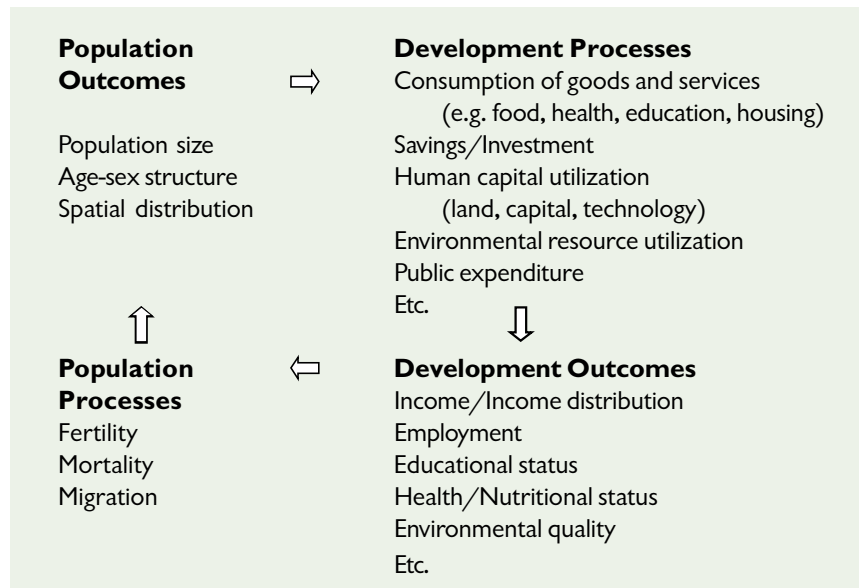 Population
Outcomes
Population size
Age-sex structure
Spatial distribution
Development Processes
Consumption of goods and services
(e.g. food, health, education, housing)
Savings/Investment
Human capital utilization
(land, capital, technology)
Environmental resource utilization
Public expenditure
Etc.
Population
Processes
Fertility
Mortality
Migration
Development Outcomes
Income/Income distribution
Employment
Educational status
Health/Nutritional status
Environmental quality
Etc.